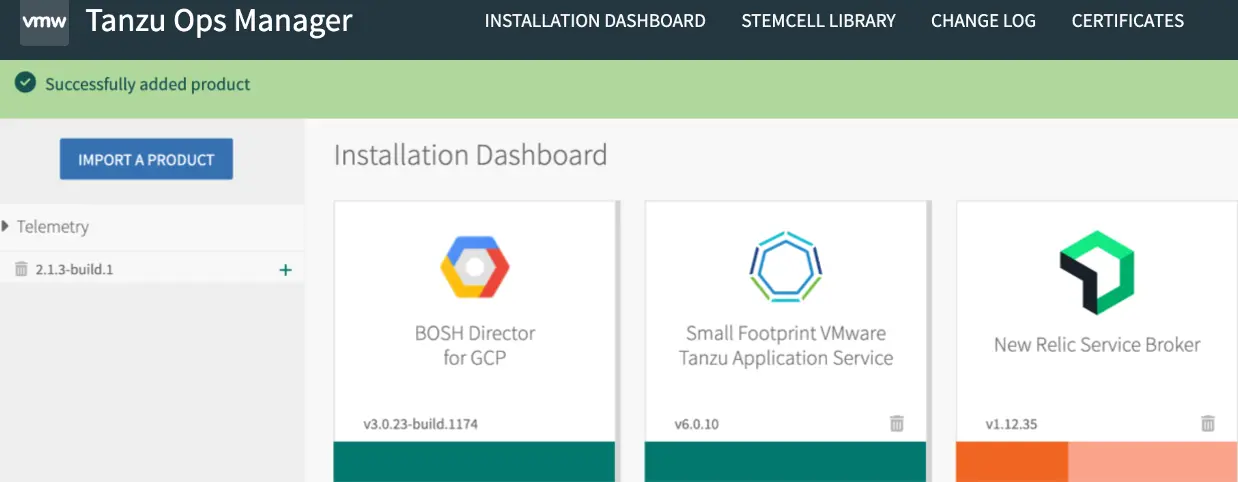 vmw Tanzu Ops Manager INSTALLATION DASHBOARD STEMCELL LIBRARY CHANGE LOG CERTIFICATES
Successfully added product
IMPORT A PRODUCT
Telemetry
2.1.3-build.1 +
Installation Dashboard
BOSH Director
for GCP
v3.0.23-build.1174
Small Footprint VMware
Tanzu Application Service
v6.0.10
New Relic Service Broker
v1.12.35